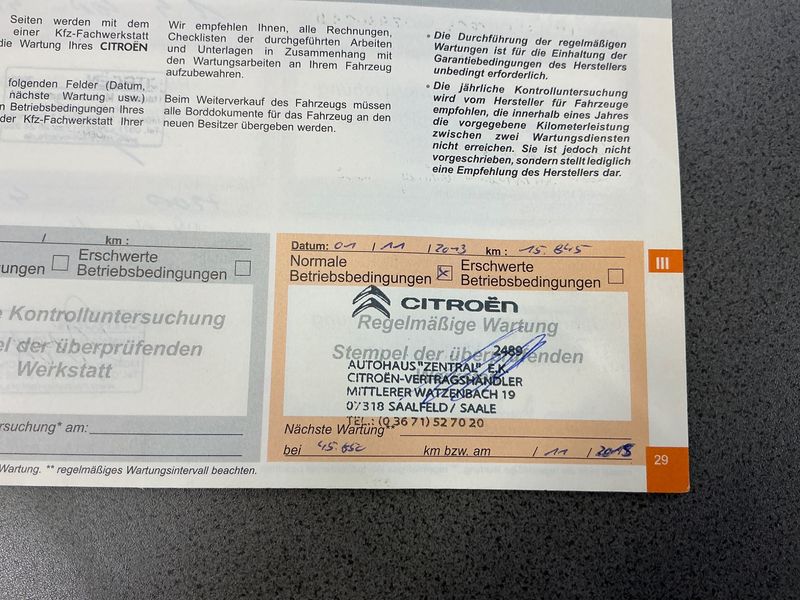 Seiten werden mit dem
einer Kfz-Fachwerkstatt
die Wartung Ihres CITROËN
folgenden Felder (Datum,
nächste Wartung usw.)
n Betriebsbedingungen Ihres
der Kfz-Fachwerkstatt Ihrer
Wir empfehlen Ihnen, alle Rechnungen,
Checklisten der durchgeführten Arbeiten
und Unterlagen in Zusammenhang mit
den Wartungsarbeiten an Ihrem Fahrzeug
aufzubewahren.
Beim Weiterverkauf des Fahrzeugs müssen
alle Borddokumente für das Fahrzeug an den
neuen Besitzer übergeben werden.
• Die Durchführung der regelmäßigen
Wartungen ist für die Einhaltung der
Garantiebedingungen des Herstellers
unbedingt erforderlich.
• Die jährliche Kontrolluntersuchung
wird vom Hersteller für Fahrzeuge
empfohlen, die innerhalb eines Jahres
die vorgegebene Kilometerleistung
zwischen zwei Wartungsdiensten
nicht erreichen. Sie ist jedoch nicht
vorgeschrieben, sondern stellt lediglich
eine Empfehlung des Herstellers dar.
/ km :
ungen Erschwerte
Betriebsbedingungen
e Kontrolluntersuchung
pel der überprüfenden
Werkstatt
ersuchung* am:
Wartung. ** regelmäßiges Wartungsintervall beachten.
Datum: 01 / 11 / 2013 km : 15.845
Normale
Betriebsbedingungen
Erschwerte
Betriebsbedingungen
CITROËN
Regelmäßige Wartung
2489
Stempel der überprüfenden
AUTOHAUS "ZENTRAL" E.K.
CITROËN-VERTRAGSHÄNDLER
MITTLERER WATZENBACH 19
07318 SAALFELD / SAALE
TEL.: (0 36 71) 52 70 20
Nächste Wartung**
bei km bzw. am / 11 /
III
29